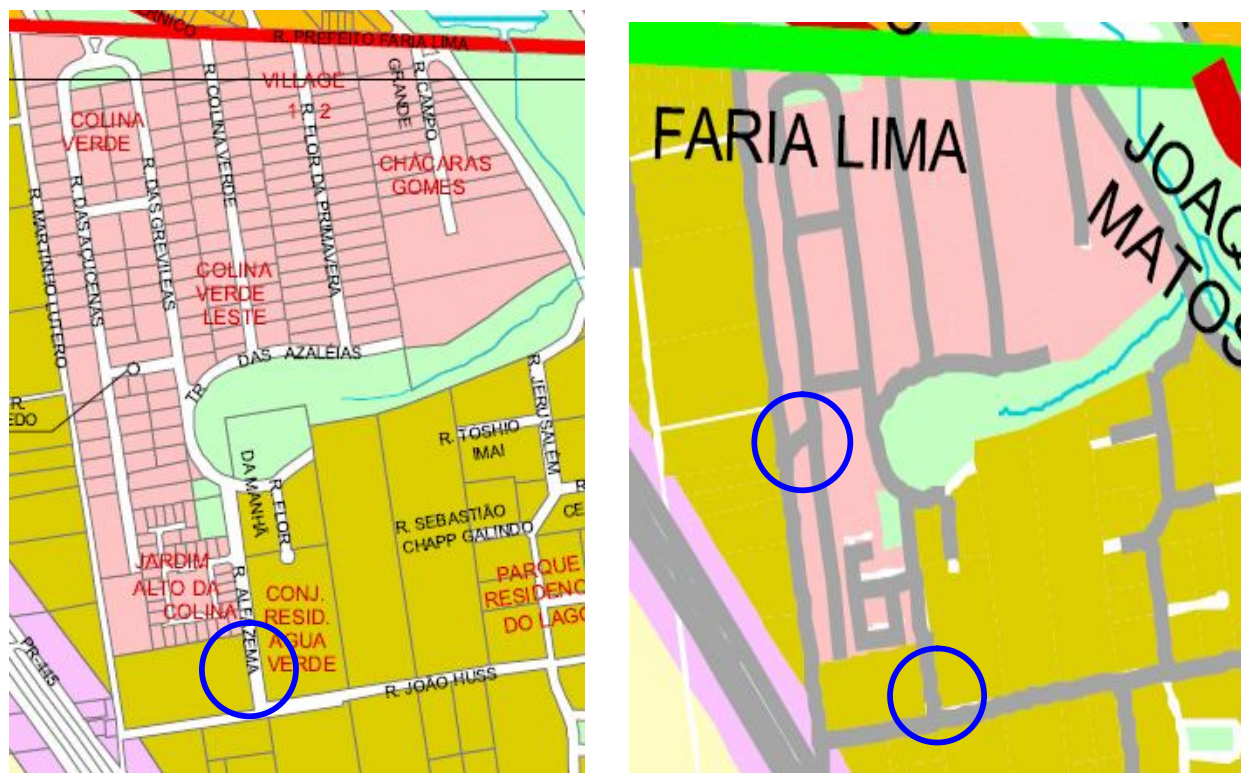 R. PREFEITO FARIA LIMA
VILLAGE
1 2
R. CAMPO
GRANDE
COLINA
VERDE
R. COLINA VERDE
R. FLOR DA PRIMAVERA
CHÁCARAS
GOMES
R. MARTINHO LUTERO
R. DAS AÇUCENAS
R. DAS GREVILEAS
COLINA
VERDE
LESTE
TR. DAS AZALÉIAS
R.
EDO
R. JERUSALÉM
R. TOSHIO
IMAI
R. FLOR
DA MANHÃ
R. SEBASTIÃO
CHAPP GALINDO
R.
CE
JARDIM
ALTO DA
COLINA
R. ALFAZEMA
CONJ.
RESID.
ÁGUA
VERDE
PARQUE
RESIDENC
DO LAGO
PR-445
R. JOÃO HUSS
FARIA LIMA
JOAQ
MATOS